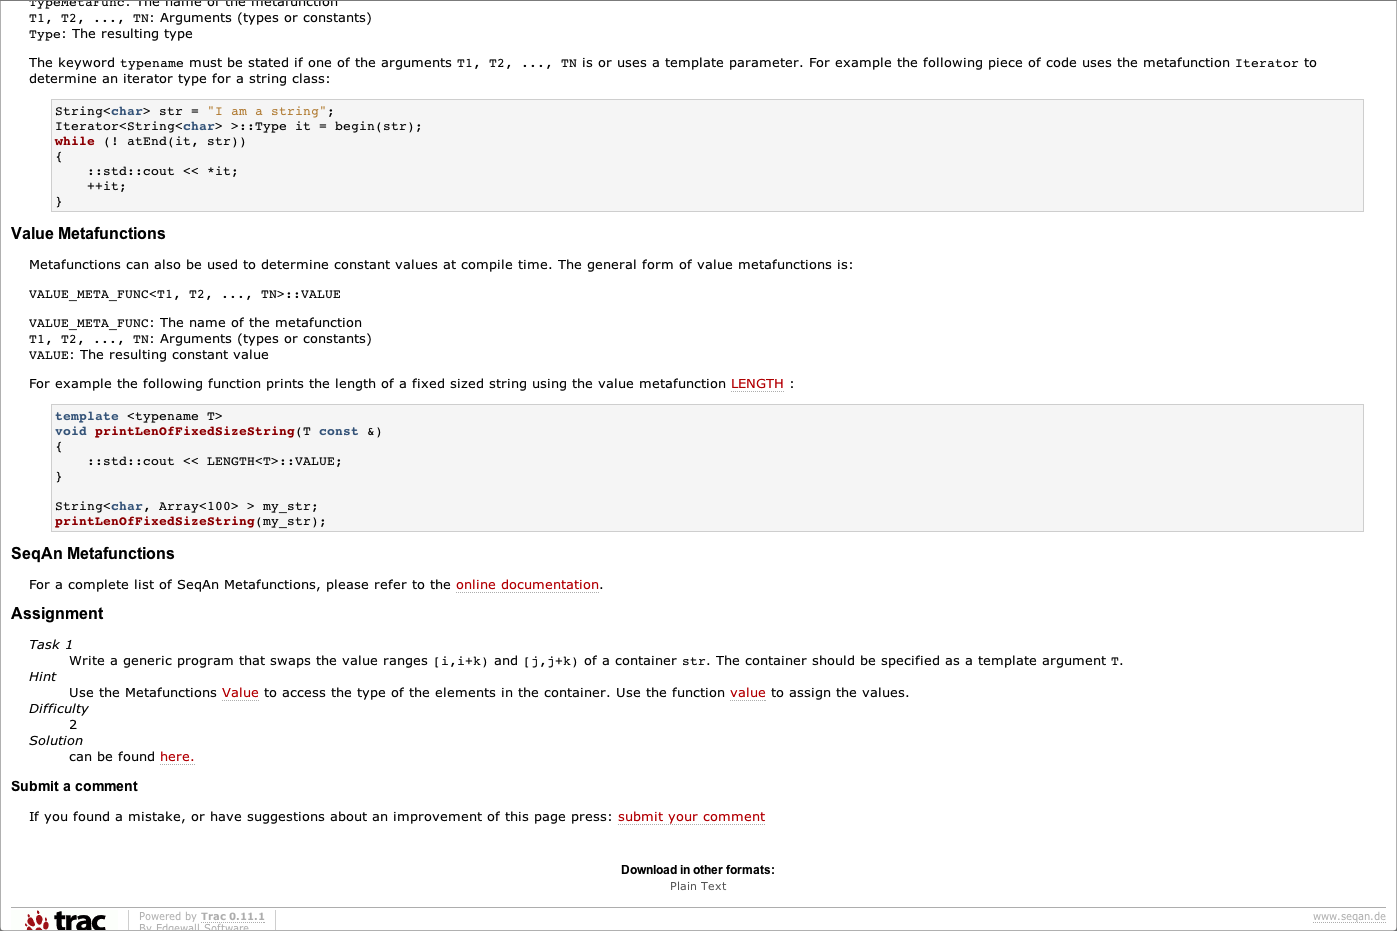 TypeMetaFunc: The name of the metafunction
T1, T2, ..., TN: Arguments (types or constants)
Type: The resulting type
The keyword typename must be stated if one of the arguments T1, T2, ..., TN is or uses a template parameter. For example the following piece of code uses the metafunction Iterator to
determine an iterator type for a string class:
String<char> str = "I am a string";
Iterator<String<char> >::Type it = begin(str);
while (! atEnd(it, str))
{
    ::std::cout << *it;
    ++it;
}
Value Metafunctions
Metafunctions can also be used to determine constant values at compile time. The general form of value metafunctions is:
VALUE_META_FUNC<T1, T2, ..., TN>::VALUE
VALUE_META_FUNC: The name of the metafunction
T1, T2, ..., TN: Arguments (types or constants)
VALUE: The resulting constant value
For example the following function prints the length of a fixed sized string using the value metafunction LENGTH :
template <typename T>
void printLenOfFixedSizeString(T const &)
{
    ::std::cout << LENGTH<T>::VALUE;
}
String<char, Array<100> > my_str;
printLenOfFixedSizeString(my_str);
SeqAn Metafunctions
For a complete list of SeqAn Metafunctions, please refer to the online documentation.
Assignment
Task 1
Write a generic program that swaps the value ranges [i,i+k) and [j,j+k) of a container str. The container should be specified as a template argument T.
Hint
Use the Metafunctions Value to access the type of the elements in the container. Use the function value to assign the values.
Difficulty
2
Solution
can be found here.
Submit a comment
If you found a mistake, or have suggestions about an improvement of this page press: submit your comment
Download in other formats:
Plain Text
trac
Powered by Trac 0.11.1
By Edgewall Software
www.seqan.de